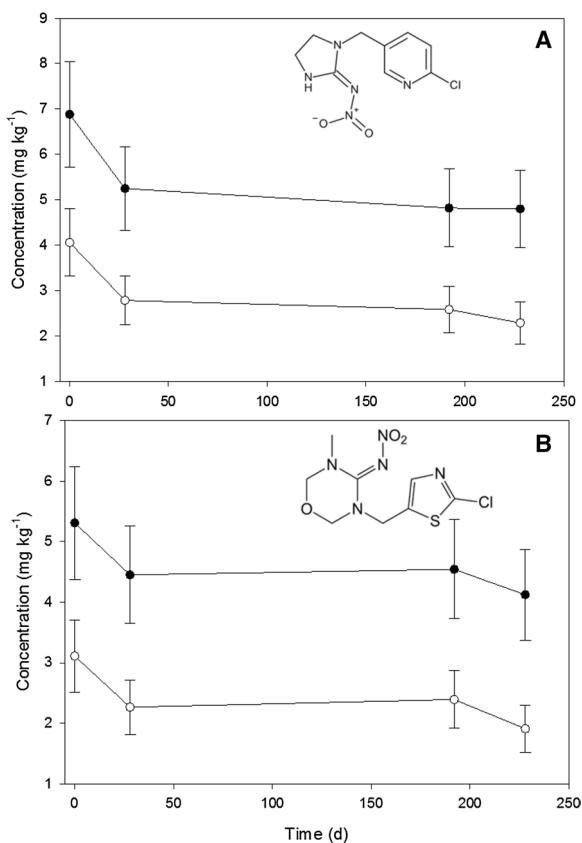 9
A
8
7
6
5
4
3
2
1
Concentration (mg kg⁻¹)
0 50 100 150 200 250
N
N
H
N
N⁺
⁻O
O
N
Cl
B
7
6
5
4
3
2
1
Concentration (mg kg⁻¹)
NO₂
N
N
N
O
N
S
Cl
0 50 100 150 200 250
Time (d)